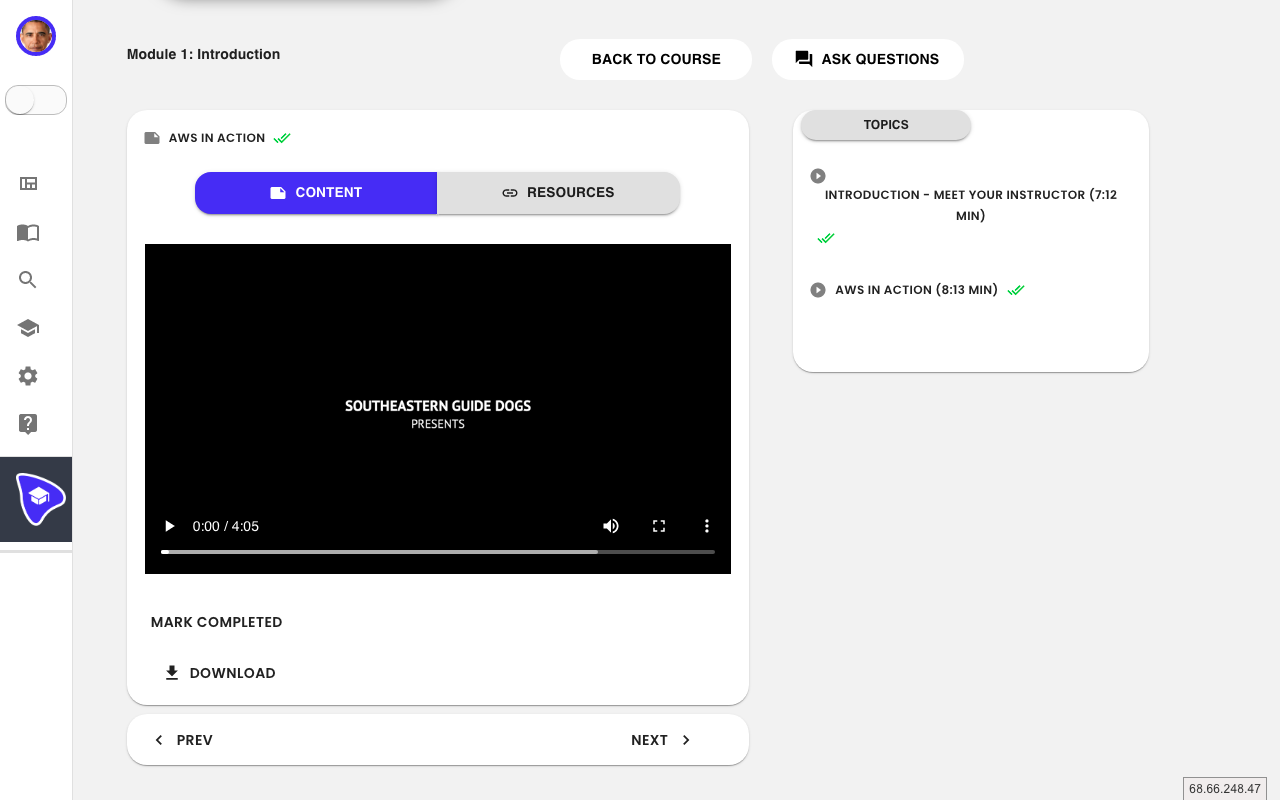 Module 1: Introduction
BACK TO COURSE
ASK QUESTIONS
AWS IN ACTION
CONTENT
RESOURCES
SOUTHEASTERN GUIDE DOGS
PRESENTS
0:00 / 4:05
MARK COMPLETED
DOWNLOAD
PREV
NEXT
TOPICS
INTRODUCTION - MEET YOUR INSTRUCTOR (7:12
MIN)
AWS IN ACTION (8:13 MIN)
68.66.248.47